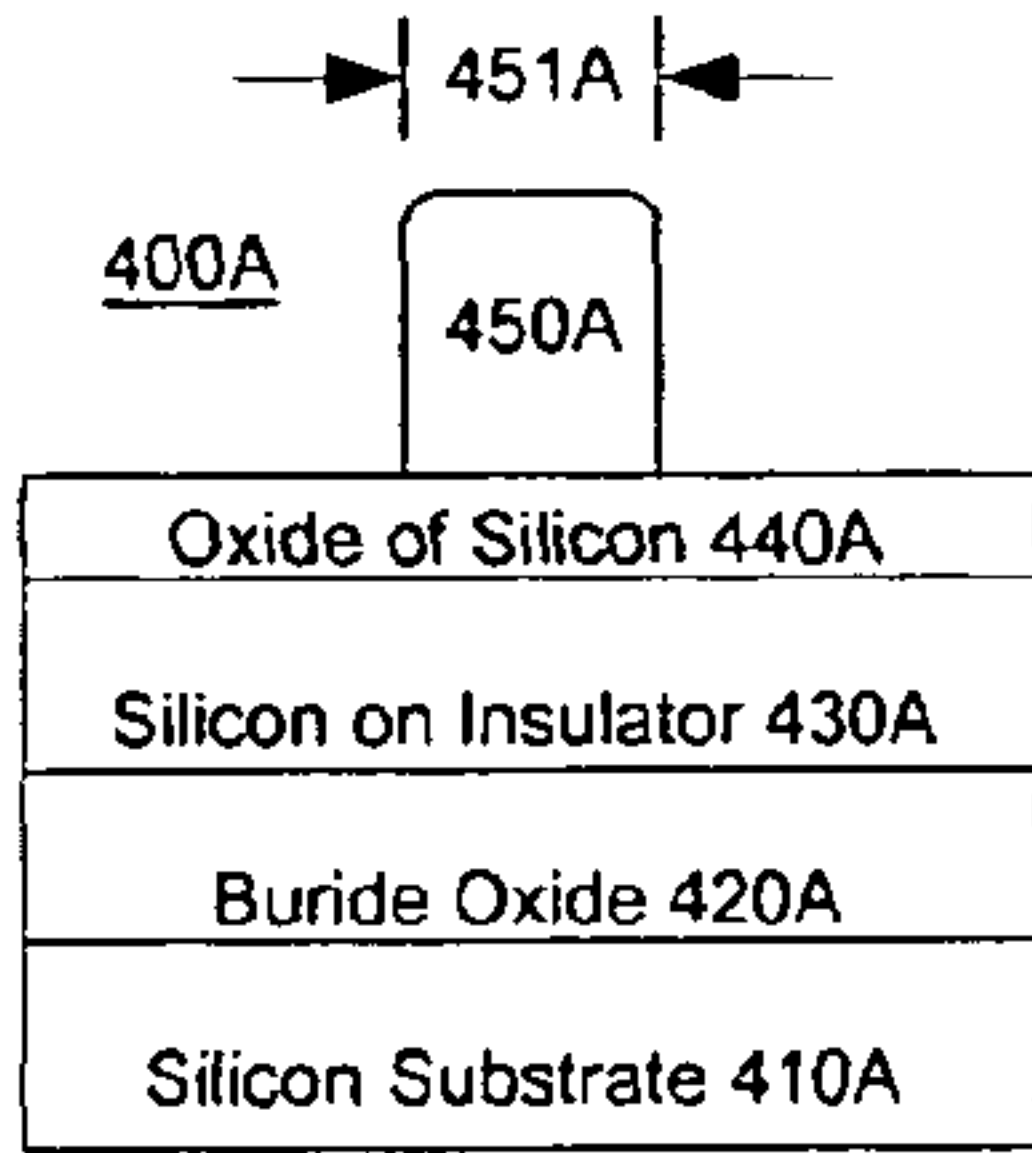 451A
400A
450A
Oxide of Silicon 440A
Silicon on Insulator 430A
Buride Oxide 420A
Silicon Substrate 410A